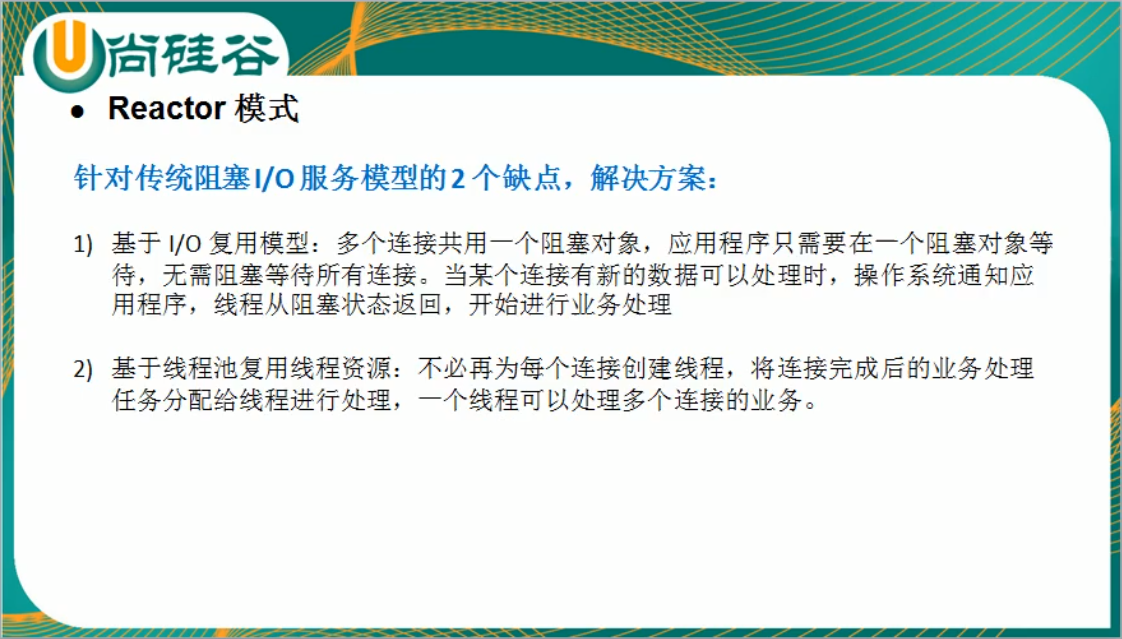 尚硅谷
● Reactor 模式
针对传统阻塞I/O 服务模型的2 个缺点，解决方案：
1) 基于 I/O 复用模型：多个连接共用一个阻塞对象，应用程序只需要在一个阻塞对象等
待，无需阻塞等待所有连接。当某个连接有新的数据可以处理时，操作系统通知应
用程序，线程从阻塞状态返回，开始进行业务处理
2) 基于线程池复用线程资源：不必再为每个连接创建线程，将连接完成后的业务处理
任务分配给线程进行处理，一个线程可以处理多个连接的业务。